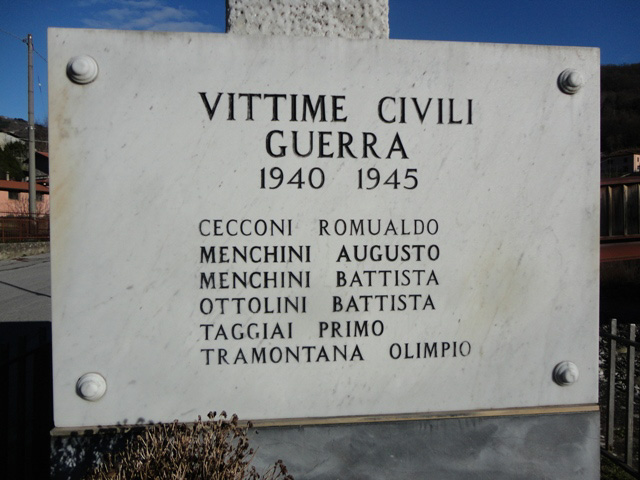 VITTIME CIVILI
GUERRA
1940 1945
CECCONI ROMUALDO
MENCHINI AUGUSTO
MENCHINI BATTISTA
OTTOLINI BATTISTA
TAGGIAI PRIMO
TRAMONTANA OLIMPIO